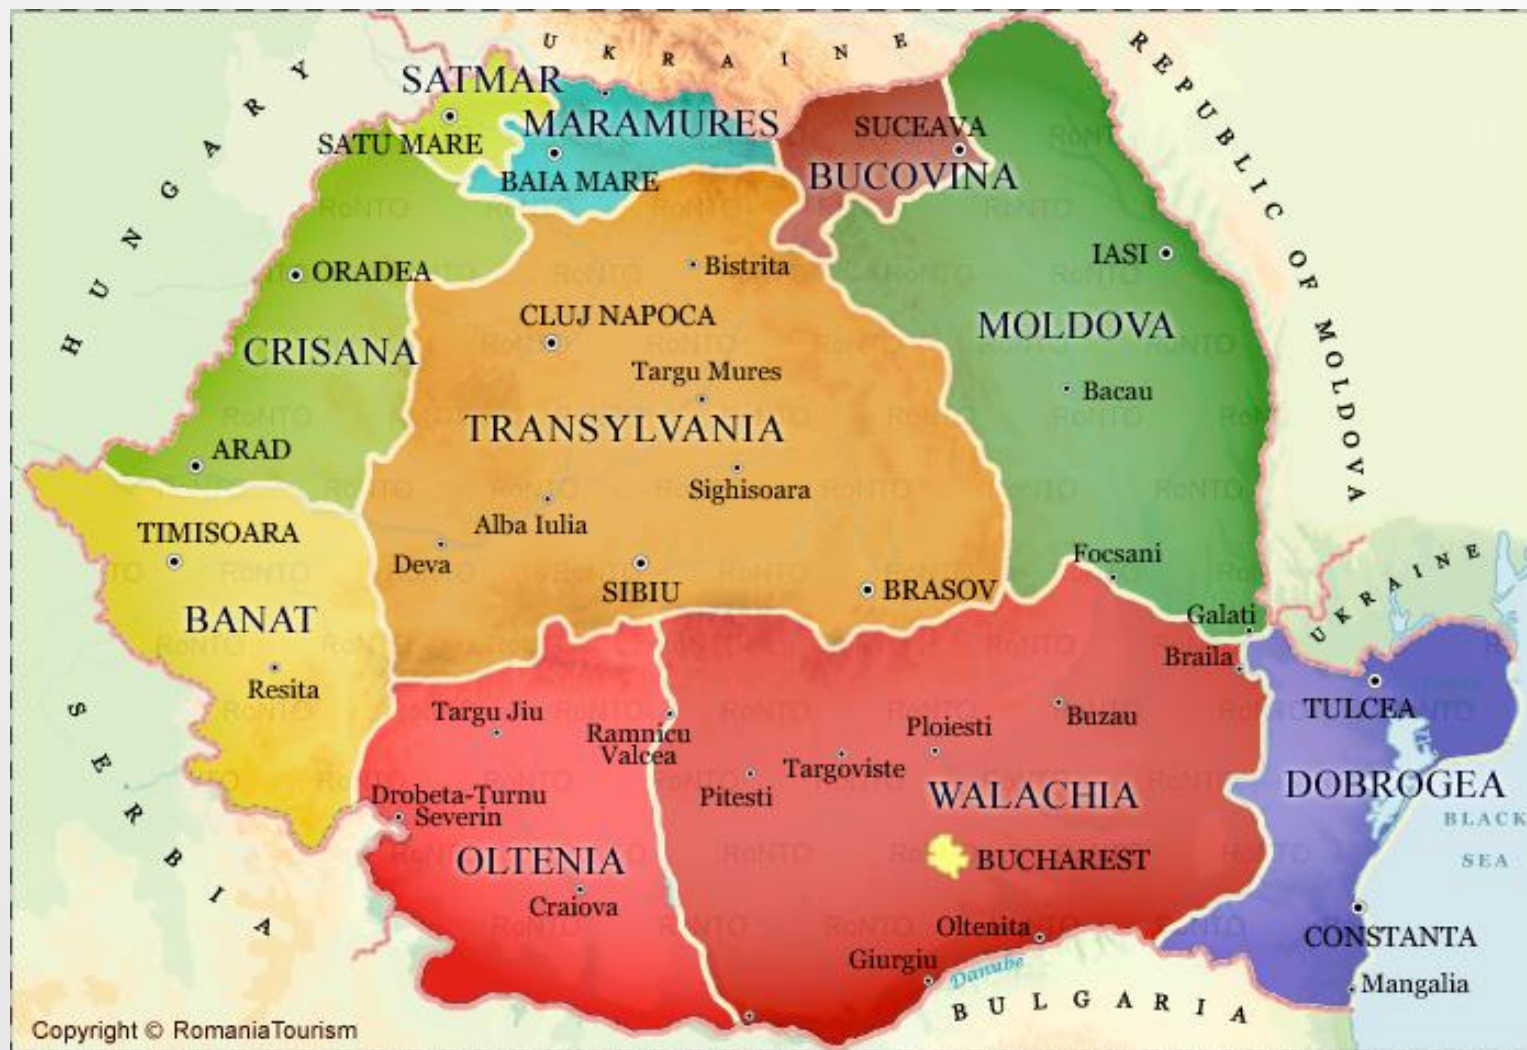 UKRAINE
REPUBLIC OF MOLDOVA
HUNGARY
SATMAR
SATU MARE
MARAMURES
BAIA MARE
SUCEAVA
BUCOVINA
ORADEA
Bistrita
IASI
CRISANA
CLUJ NAPOCA
MOLDOVA
Targu Mures
Bacau
TRANSYLVANIA
ARAD
Sighisoara
TIMISOARA
Alba Iulia
Deva
SIBIU
BRASOV
Focsani
UKRAINE
BANAT
Galati
Braila
Resita
SERBIA
Targu Jiu
Ramnicu
Valcea
Ploiesti
Buzau
TULCEA
Targoviste
Pitesti
WALACHIA
DOBROGEA
Drobeta-Turnu
Severin
BLACK
SEA
OLTENIA
BUCHAREST
Craiova
Oltenita
CONSTANTA
Giurgiu
Danube
Mangalia
BULGARIA
Copyright © RomaniaTourism
RoNTO